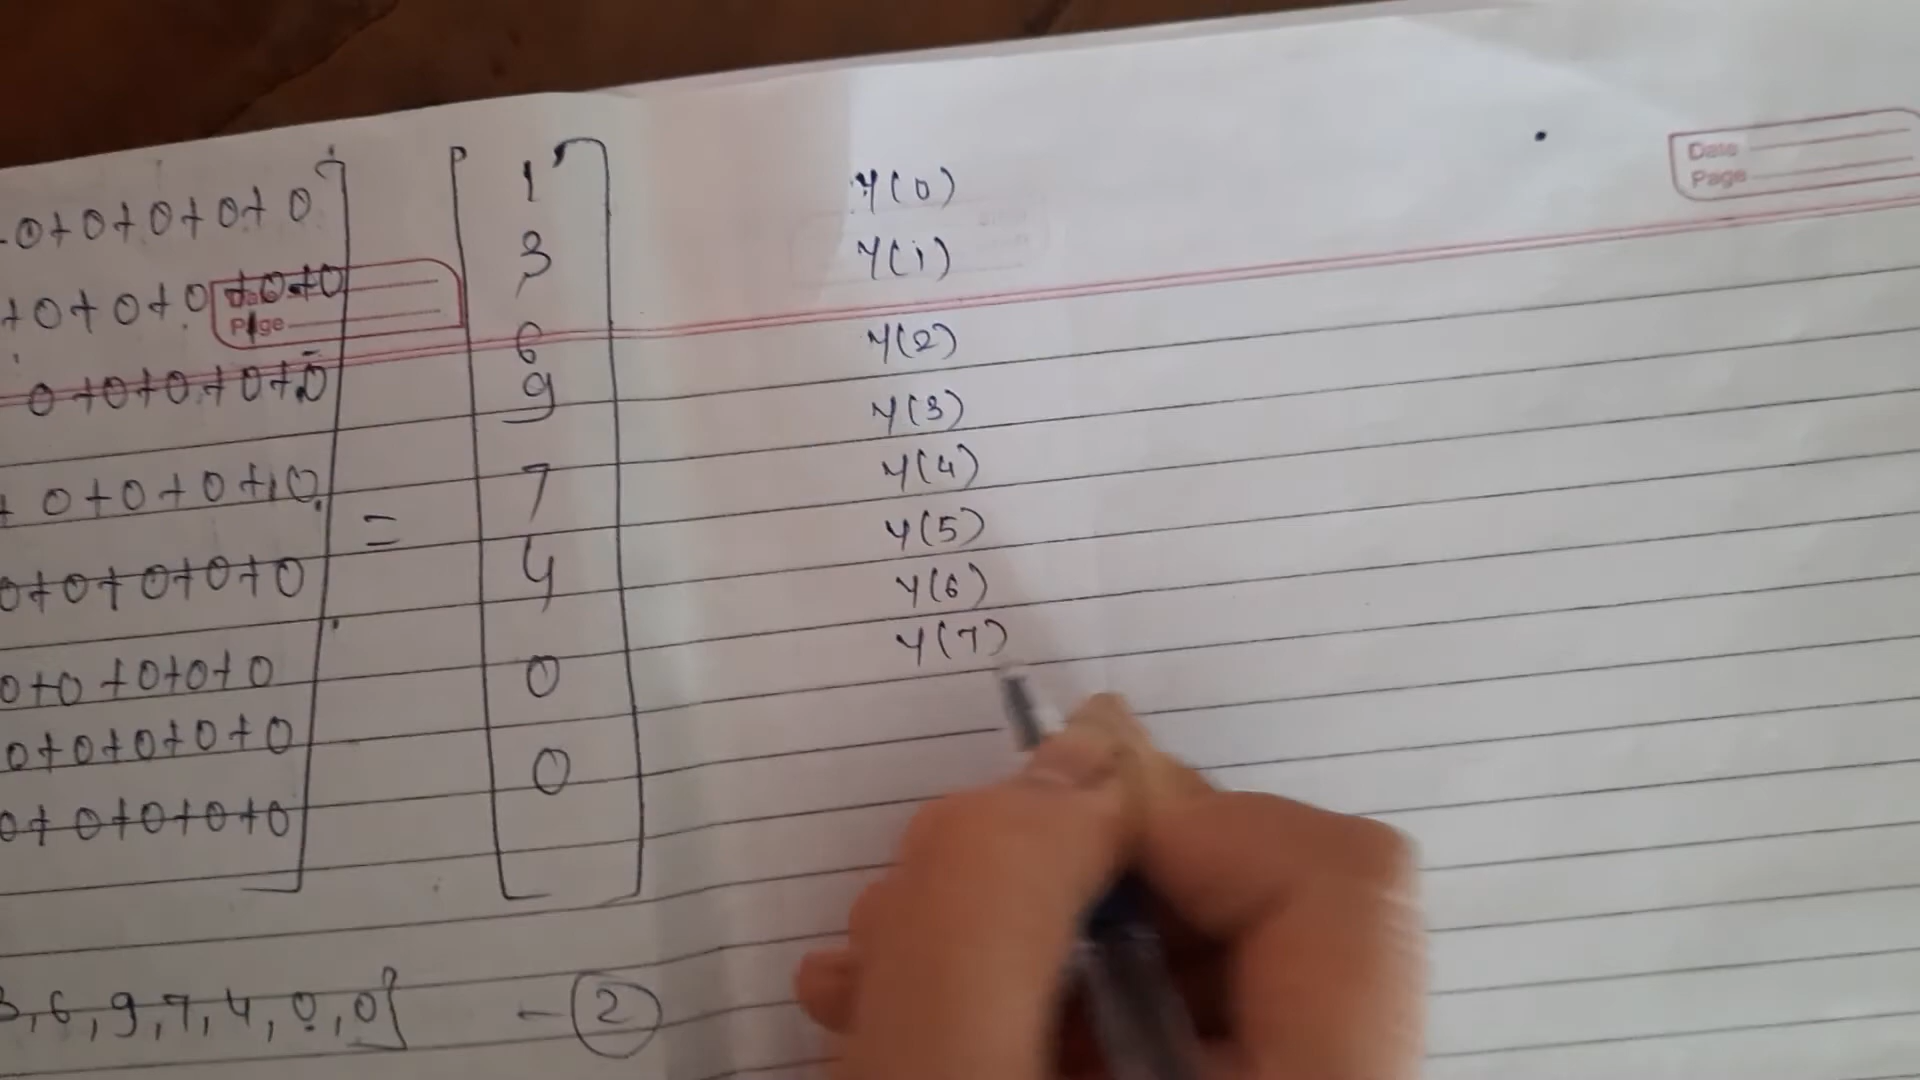 0+0+0+0+0 1 Y(0)
+0+0+0+0+0 3 Y(1)
Date
Page
Date
Page
6 Y(2)
0+0+0+0+0 9 Y(3)
+0+0+0+0 7 Y(4)
=
0+0+0+0+0 4 Y(5)
Y(6)
0+0+0+0+0 0 Y(7)
0+0+0+0+0 0
0+0+0+0+0
3,6,9,7,4,0,0} - 2